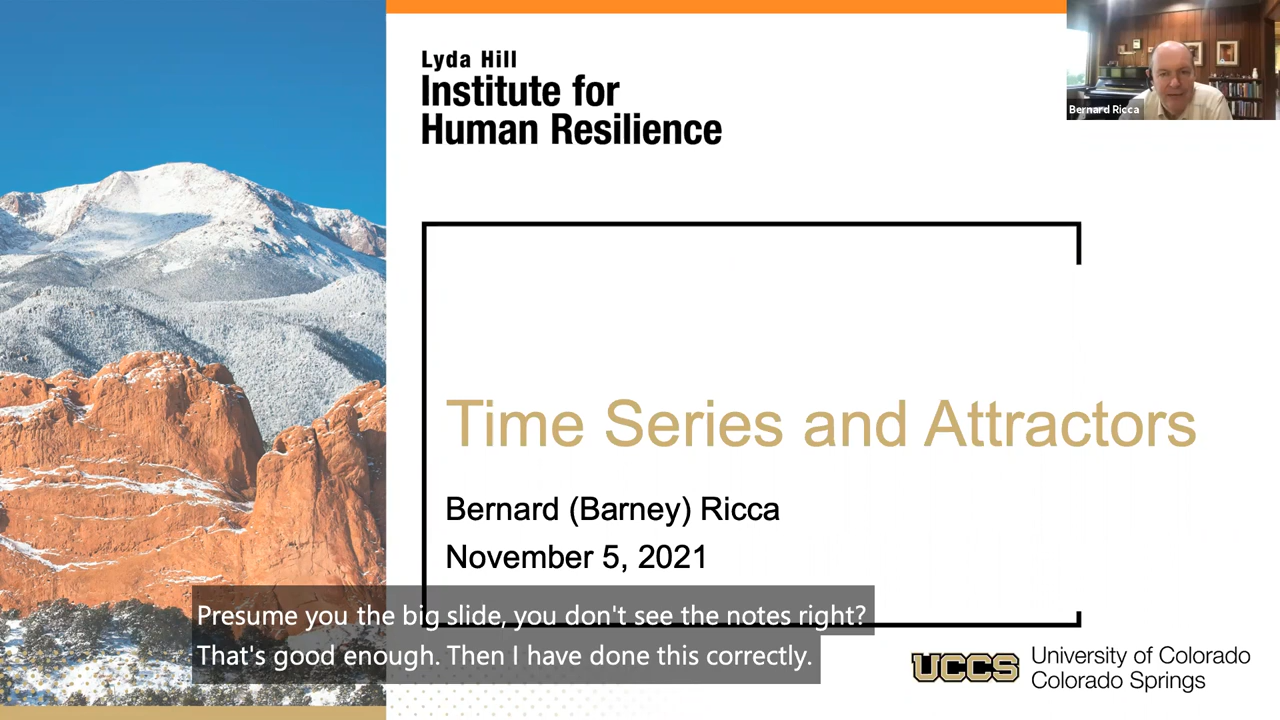 Lyda Hill
Institute for
Human Resilience
Bernard Ricca
Time Series and Attractors
Bernard (Barney) Ricca
November 5, 2021
Presume you the big slide, you don't see the notes right?
That's good enough. Then I have done this correctly.
UCCS
University of Colorado
Colorado Springs